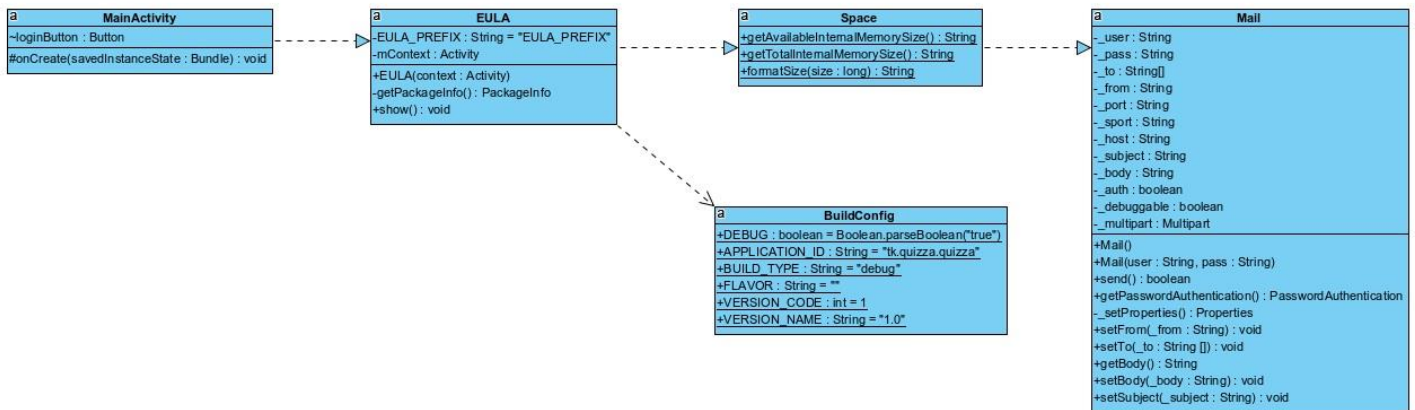 a
MainActivity
~loginButton : Button
#onCreate(savedInstanceState : Bundle) : void
a
EULA
-EULA_PREFIX : String = "EULA_PREFIX"
-mContext : Activity
+EULA(context : Activity)
-getPackageInfo() : PackageInfo
+show() : void
a
Space
+getAvailableInternalMemorySize() : String
+getTotalInternalMemorySize() : String
+formatSize(size : long) : String
a
BuildConfig
+DEBUG : boolean = Boolean.parseBoolean("true")
+APPLICATION_ID : String = "tk.quizza.quizza"
+BUILD_TYPE : String = "debug"
+FLAVOR : String = ""
+VERSION_CODE : int = 1
+VERSION_NAME : String = "1.0"
a
Mail
-_user : String
-_pass : String
-_to : String[]
-_from : String
-_port : String
-_sport : String
-_host : String
-_subject : String
-_body : String
-_auth : boolean
-_debuggable : boolean
-_multipart : Multipart
+Mail()
+Mail(user : String, pass : String)
+send() : boolean
+getPasswordAuthentication() : PasswordAuthentication
-_setProperties() : Properties
+setFrom(_from : String) : void
+setTo(_to : String []) : void
+getBody() : String
+setBody(_body : String) : void
+setSubject(_subject : String) : void